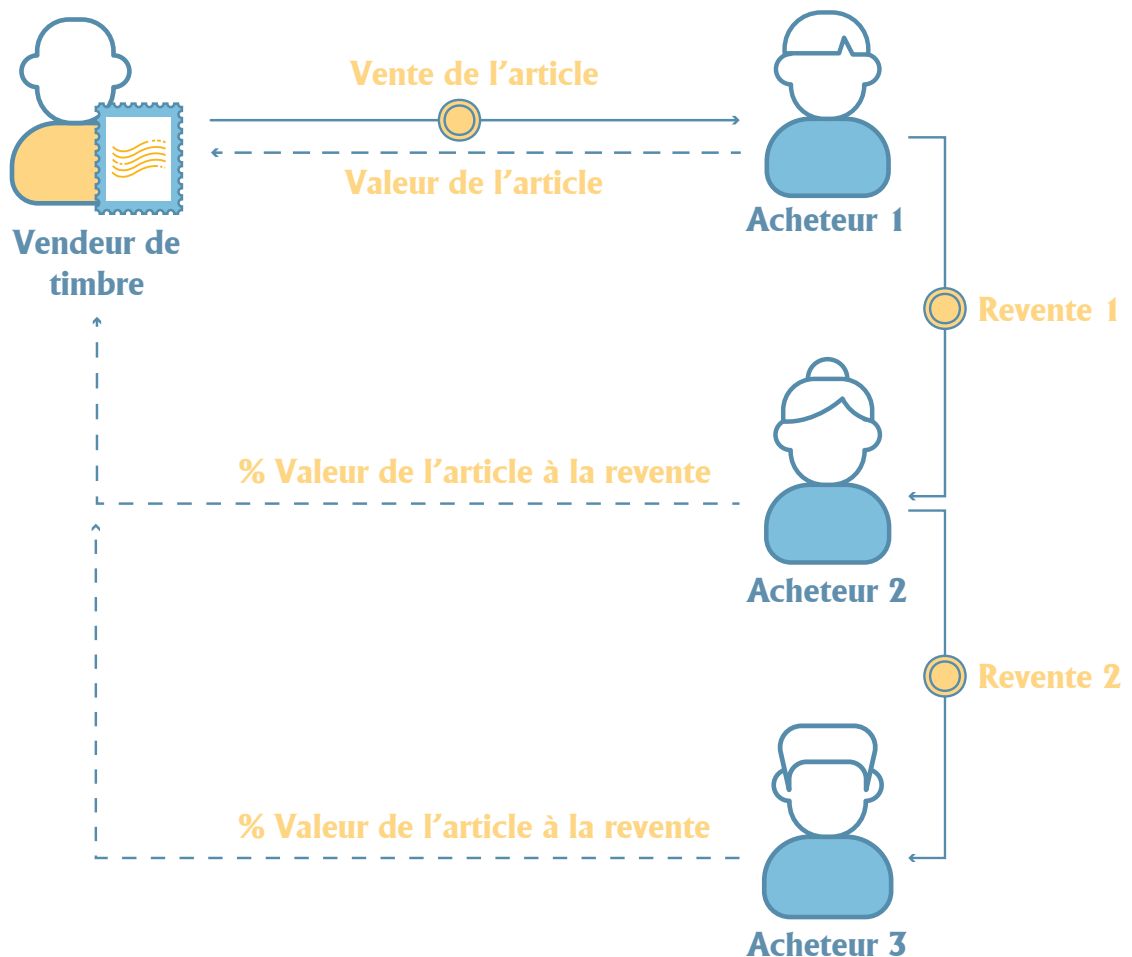 Vente de l'article
Valeur de l'article
Acheteur 1
Vendeur de
timbre
Revente 1
% Valeur de l'article à la revente
Acheteur 2
Revente 2
% Valeur de l'article à la revente
Acheteur 3